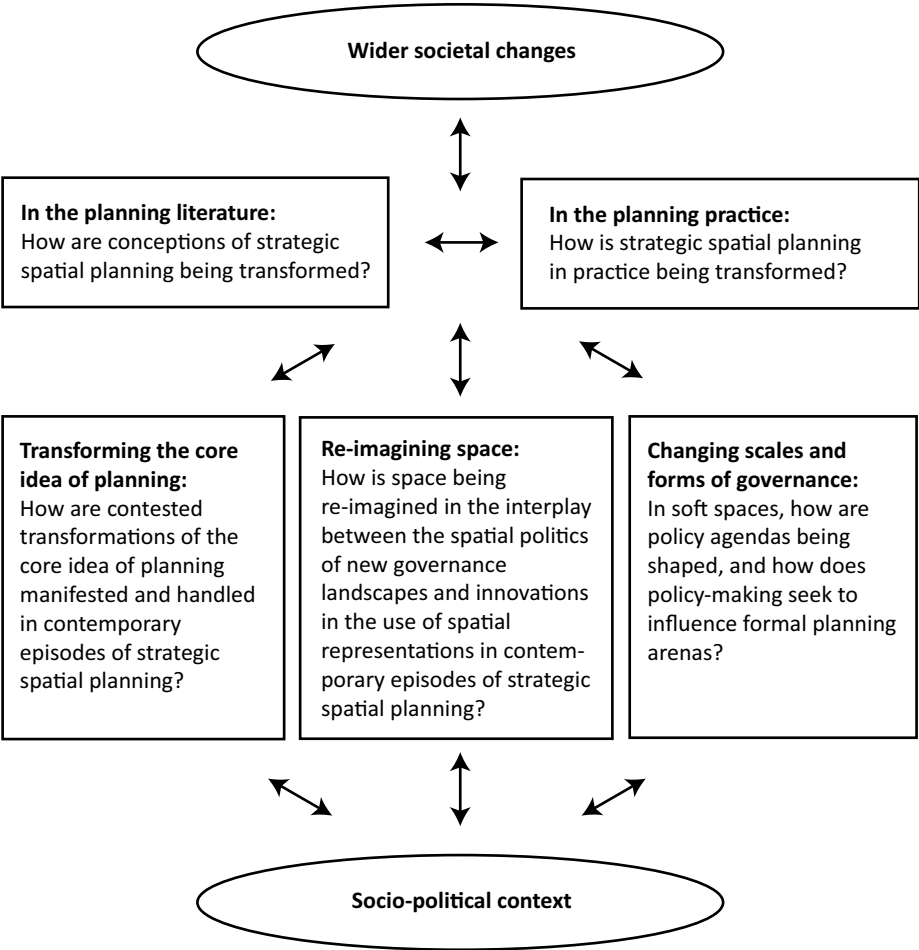 Wider societal changes
In the planning literature:
How are conceptions of strategic
spatial planning being transformed?
In the planning practice:
How is strategic spatial planning
in practice being transformed?
Transforming the core
idea of planning:
How are contested
transformations of the
core idea of planning
manifested and handled
in contemporary
episodes of strategic
spatial planning?
Re-imagining space:
How is space being
re-imagined in the interplay
between the spatial politics
of new governance
landscapes and innovations
in the use of spatial
representations in contem-
porary episodes of strategic
spatial planning?
Changing scales and
forms of governance:
In soft spaces, how are
policy agendas being
shaped, and how does
policy-making seek to
influence formal planning
arenas?
Socio-political context